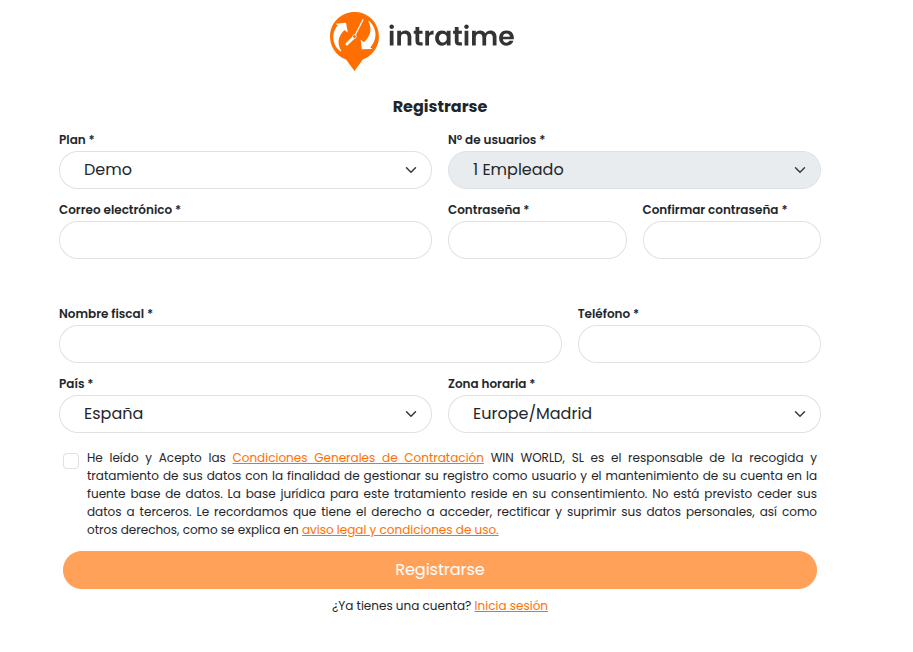 intratime
Registrarse
Plan * Nº de usuarios *
Demo 1 Empleado
Correo electrónico * Contraseña * Confirmar contraseña *
Nombre fiscal * Teléfono *
País * Zona horaria *
España Europe/Madrid
He leído y Acepto las Condiciones Generales de Contratación WIN WORLD, SL es el responsable de la recogida y
tratamiento de sus datos con la finalidad de gestionar su registro como usuario y el mantenimiento de su cuenta en la
fuente base de datos. La base jurídica para este tratamiento reside en su consentimiento. No está previsto ceder sus
datos a terceros. Le recordamos que tiene el derecho a acceder, rectificar y suprimir sus datos personales, así como
otros derechos, como se explica en aviso legal y condiciones de uso.
Registrarse
¿Ya tienes una cuenta? Inicia sesión